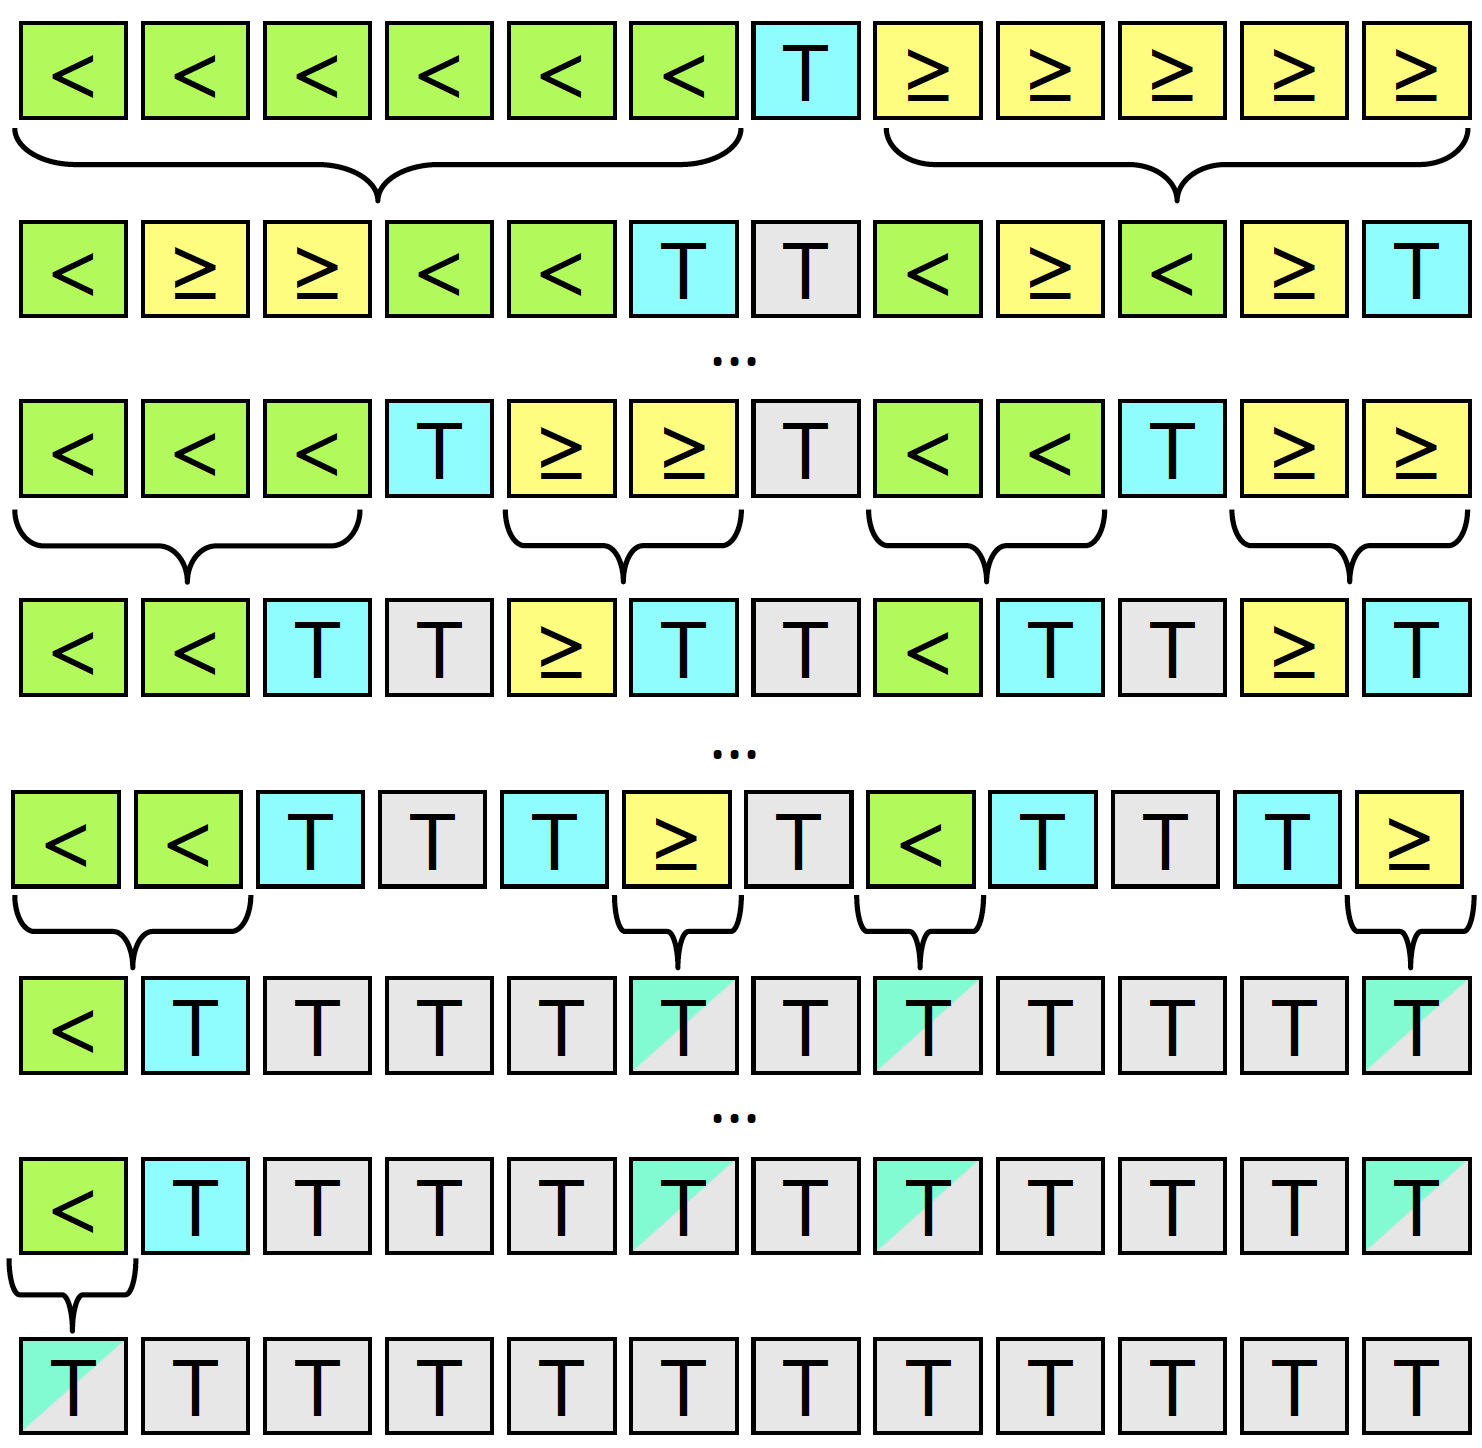 < < < < < < T ≥ ≥ ≥ ≥ ≥
< ≥ ≥ < < T T < ≥ < ≥ T
...
< < < T ≥ ≥ T < < T ≥ ≥
< < T T ≥ T T < T T ≥ T
...
< < T T T ≥ T < T T T ≥
< T T T T T T T T T T T
...
< T T T T T T T T T T T
T T T T T T T T T T T T